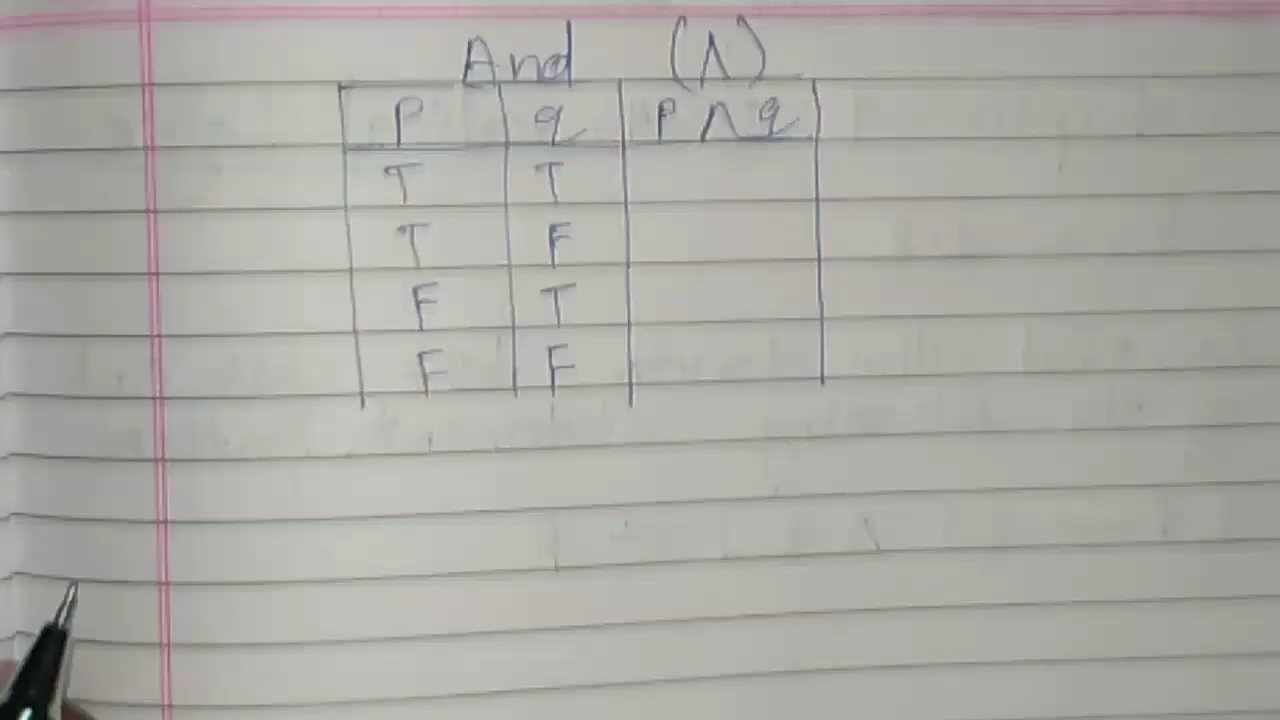 And (∧)
P q P ∧ q
T T
T F
F T
F F